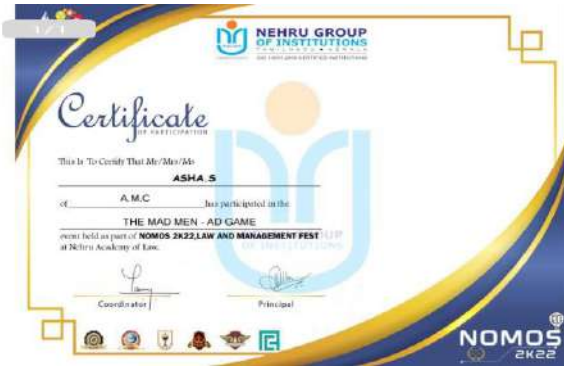 1 / 1
NEHRU GROUP
OF INSTITUTIONS
TAMILNADU • KERALA
Certificate
OF PARTICIPATION
This Is To Certify That Mr/Mrs/Ms
ASHA.S
of A.M.C has participated in the
THE MAD MEN - AD GAME
event held as part of NOMOS 2K22,LAW AND MANAGEMENT FEST
at Nehru Academy of Law.
Coordinator
Principal
NOMOS
2K22